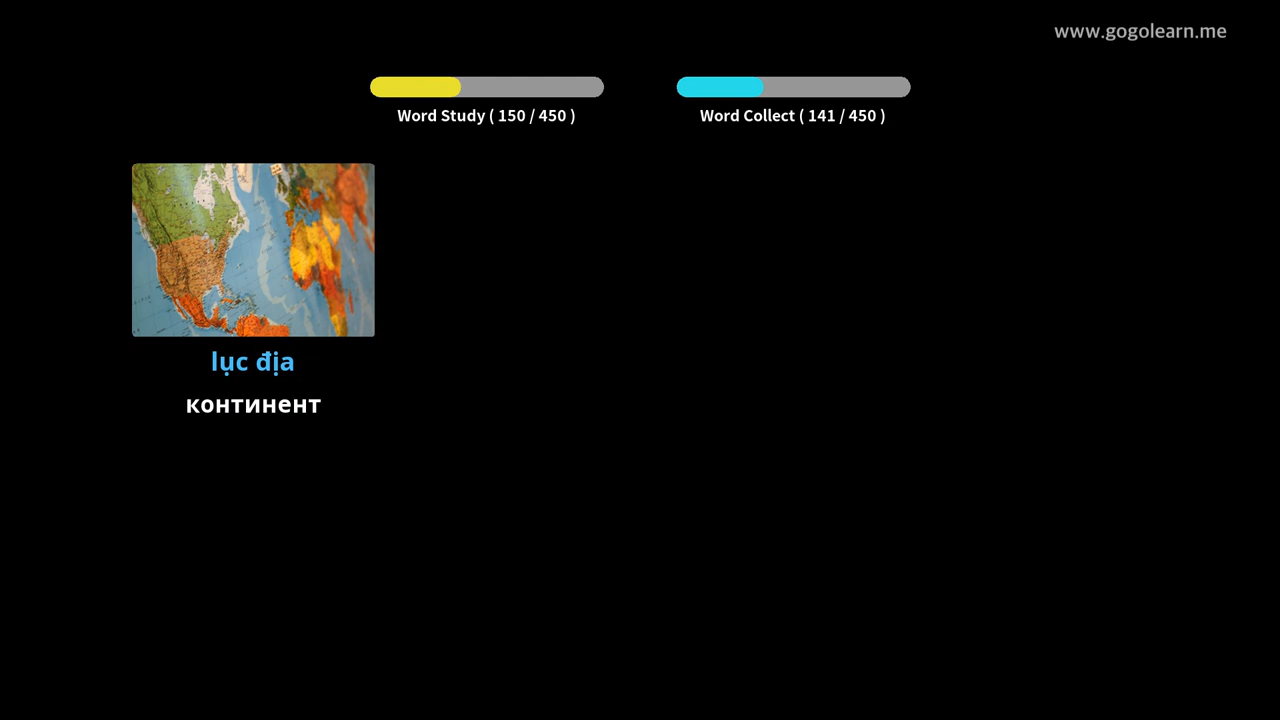 www.gogolearn.me
Word Study ( 150 / 450 )
Word Collect ( 141 / 450 )
lục địa
континент